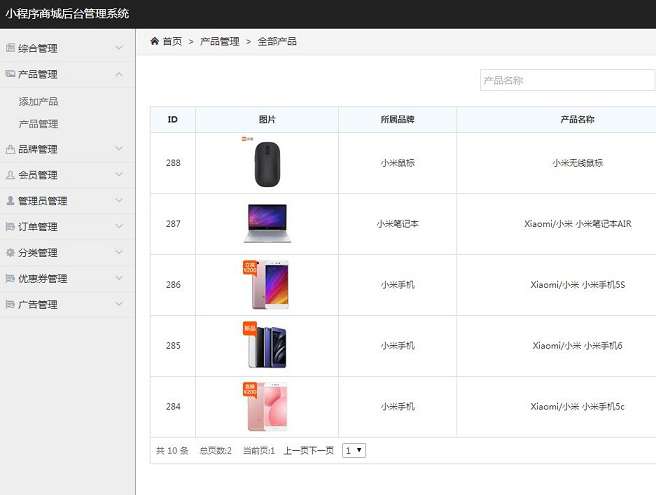 小程序商城后台管理系统
综合管理
产品管理
添加产品
产品管理
品牌管理
会员管理
管理员管理
订单管理
分类管理
优惠券管理
广告管理
首页 > 产品管理 > 全部产品
产品名称
ID 图片 所属品牌 产品名称
288 小米鼠标 小米无线鼠标
287 小米笔记本 Xiaomi/小米 小米笔记本AIR
286 立减 ¥200 小米手机 Xiaomi/小米 小米手机5S
285 新品 小米手机 Xiaomi/小米 小米手机6
284 ¥200 小米手机 Xiaomi/小米 小米手机5c
共 10 条 总页数:2 当前页:1 上一页下一页 1